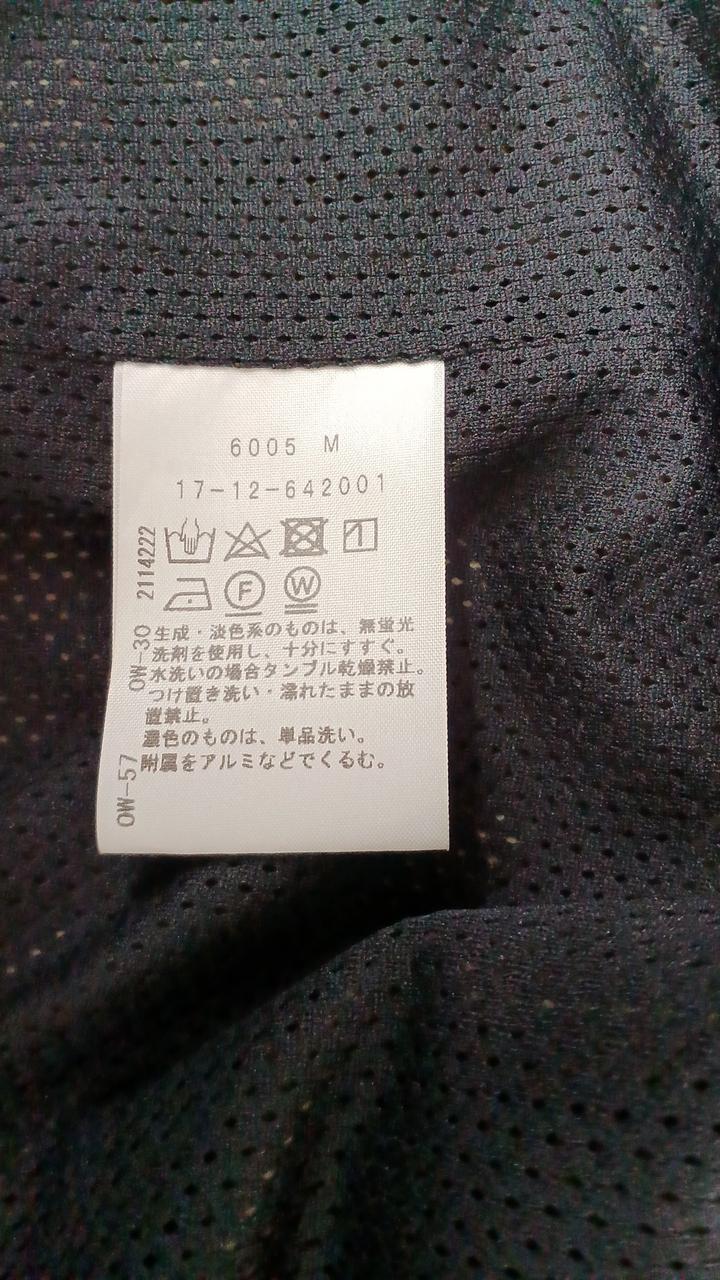 6005 M
17-12-642001
2114222
F
W
OW-30
生成・淡色系のものは、無蛍光
洗剤を使用し、十分にすすぐ。
水洗いの場合タンブル乾燥禁止。
つけ置き洗い・濡れたままの放
置禁止。
濃色のものは、単品洗い。
OW-57
附属をアルミなどでくるむ。